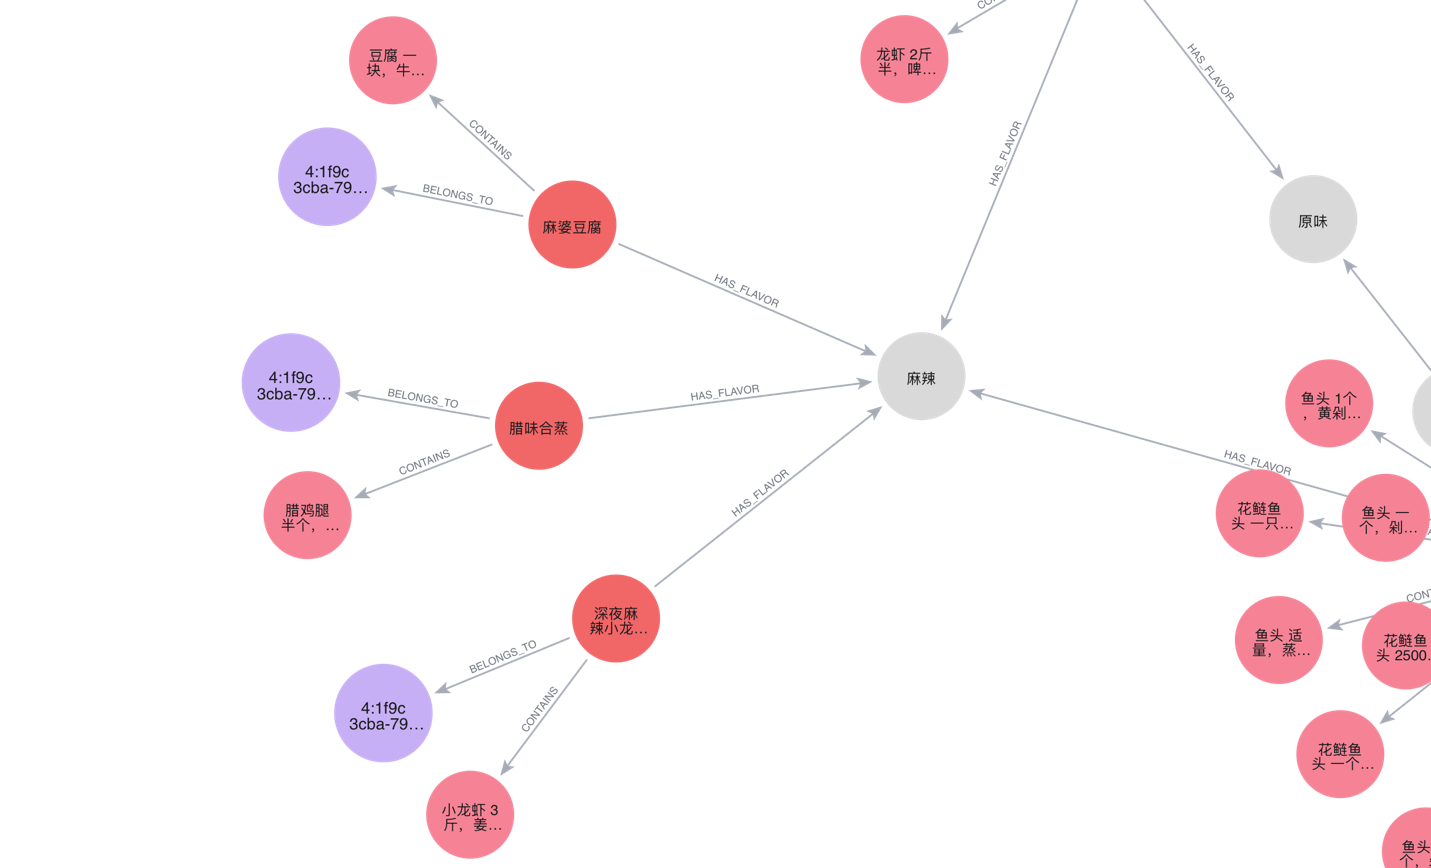 豆腐 一
块，牛…
CONTAINS
4:1f9c
3cba-79…
BELONGS_TO
麻婆豆腐
HAS_FLAVOR
龙虾 2斤
半，啤…
HAS_FLAVOR
HAS_FLAVOR
原味
4:1f9c
3cba-79…
BELONGS_TO
腊味合蒸
HAS_FLAVOR
麻辣
CONTAINS
腊鸡腿
半个，…
HAS_FLAVOR
深夜麻
辣小龙…
BELONGS_TO
4:1f9c
3cba-79…
CONTAINS
小龙虾 3
斤，姜…
鱼头 1个
，黄剁…
HAS_FLAVOR
花鲢鱼
头 一只…
鱼头 一
个，剁…
CONT
鱼头 适
量，蒸…
花鲢鱼
头 2500
花鲢鱼
头 一个…
鱼头
个，